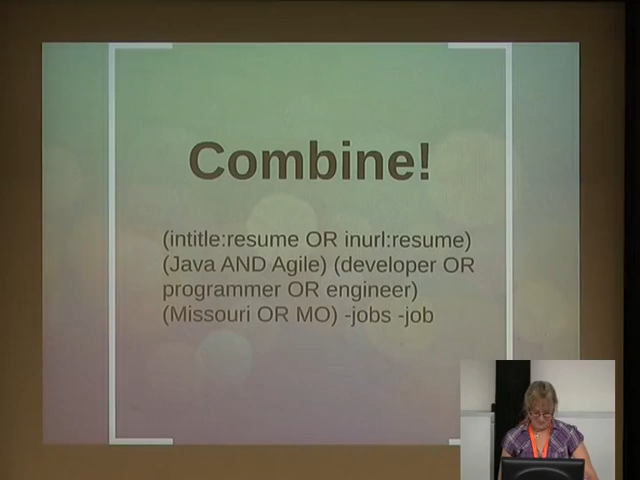 Combine!
(intitle:resume OR inurl:resume)
(Java AND Agile) (developer OR
programmer OR engineer)
(Missouri OR MO) -jobs -job